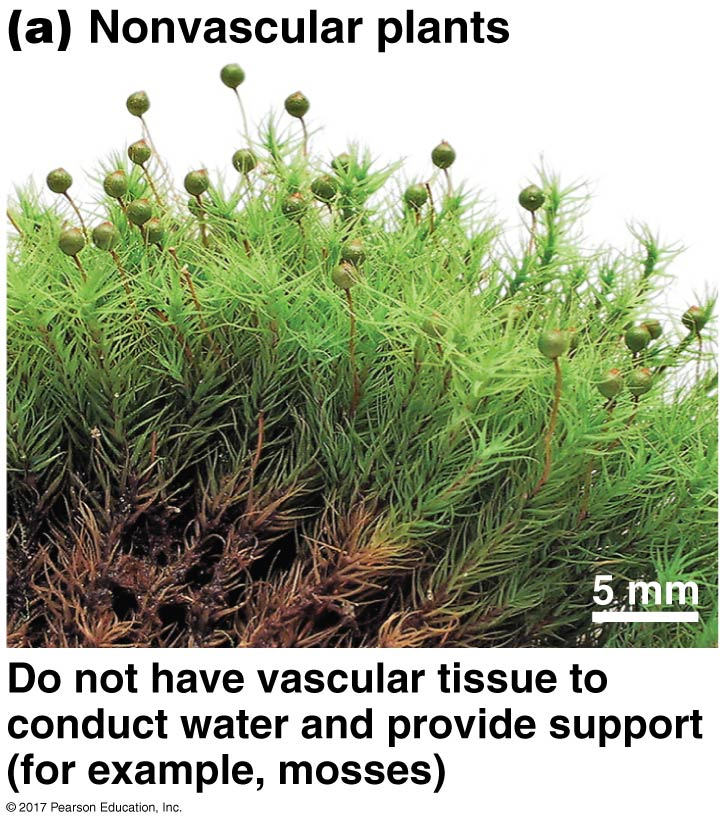 (a) Nonvascular plants
5 mm
Do not have vascular tissue to
conduct water and provide support
(for example, mosses)
© 2017 Pearson Education, Inc.